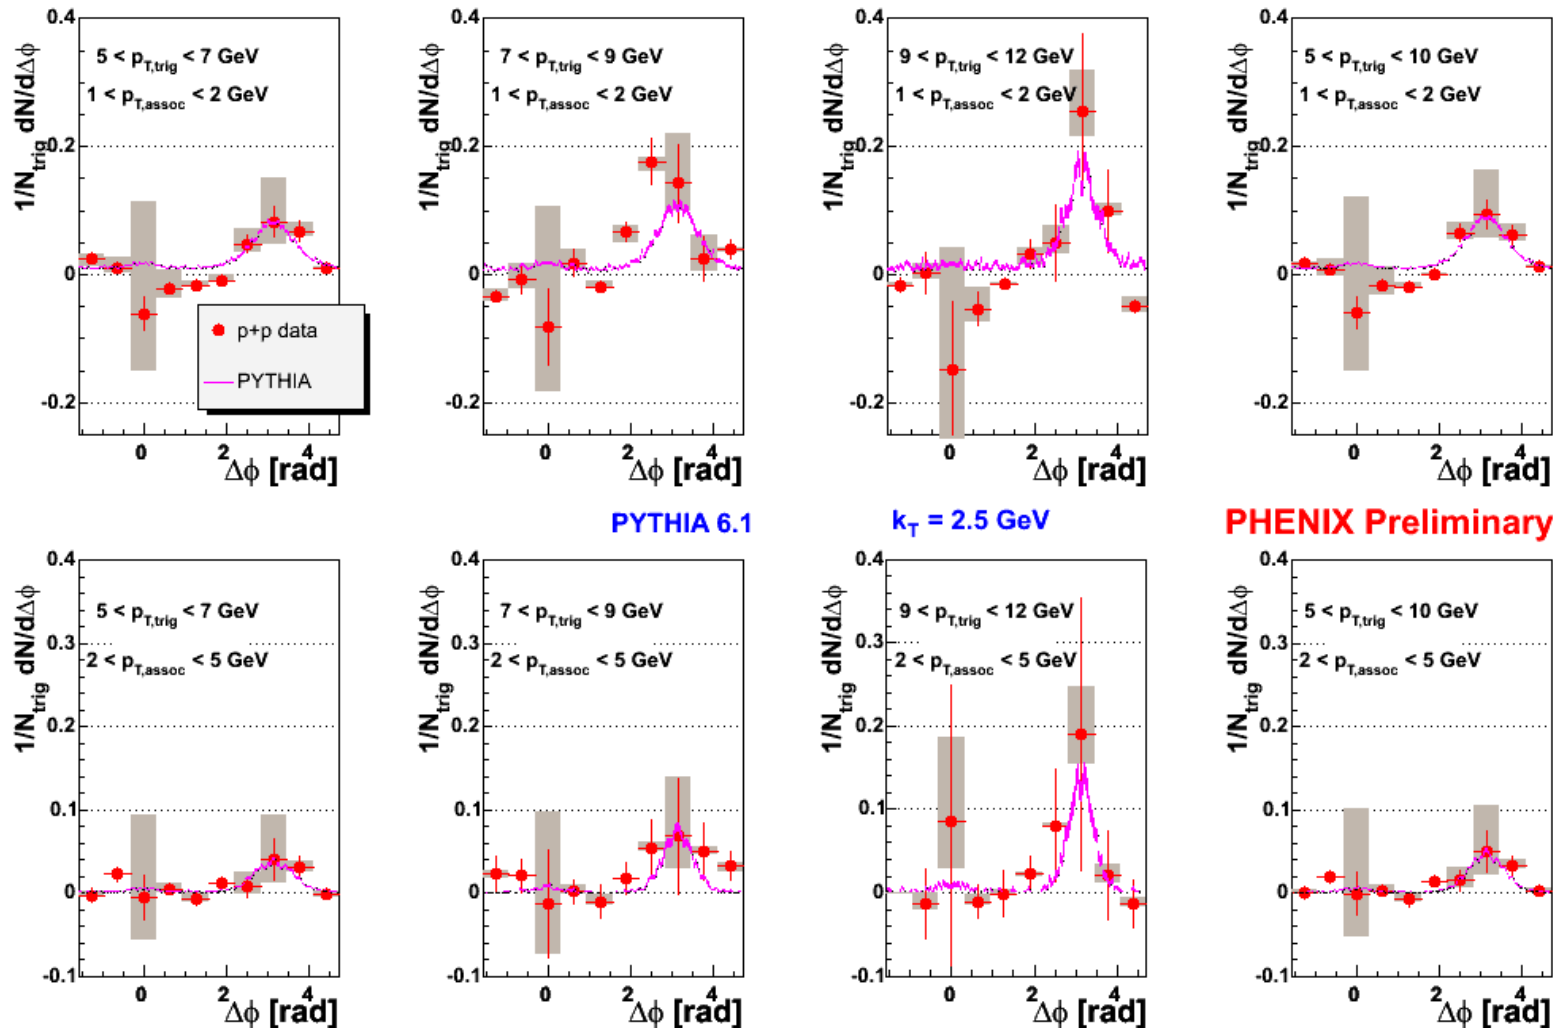 0.4
0.2
0
-0.2
1/N_trig dN/dΔϕ
5 < p_T,trig < 7 GeV
1 < p_T,assoc < 2 GeV
p+p data
PYTHIA
0 2 4
Δϕ [rad]
0.4
0.2
0
-0.2
1/N_trig dN/dΔϕ
7 < p_T,trig < 9 GeV
1 < p_T,assoc < 2 GeV
0 2 4
Δϕ [rad]
0.4
0.2
0
-0.2
1/N_trig dN/dΔϕ
9 < p_T,trig < 12 GeV
1 < p_T,assoc < 2 GeV
0 2 4
Δϕ [rad]
0.4
0.2
0
-0.2
1/N_trig dN/dΔϕ
5 < p_T,trig < 10 GeV
1 < p_T,assoc < 2 GeV
0 2 4
Δϕ [rad]
PYTHIA 6.1
k_T = 2.5 GeV
PHENIX Preliminary
0.4
0.3
0.2
0.1
0
-0.1
1/N_trig dN/dΔϕ
5 < p_T,trig < 7 GeV
2 < p_T,assoc < 5 GeV
0 2 4
Δϕ [rad]
0.4
0.3
0.2
0.1
0
-0.1
1/N_trig dN/dΔϕ
7 < p_T,trig < 9 GeV
2 < p_T,assoc < 5 GeV
0 2 4
Δϕ [rad]
0.4
0.3
0.2
0.1
0
-0.1
1/N_trig dN/dΔϕ
9 < p_T,trig < 12 GeV
2 < p_T,assoc < 5 GeV
0 2 4
Δϕ [rad]
0.4
0.3
0.2
0.1
0
-0.1
1/N_trig dN/dΔϕ
5 < p_T,trig < 10 GeV
2 < p_T,assoc < 5 GeV
0 2 4
Δϕ [rad]